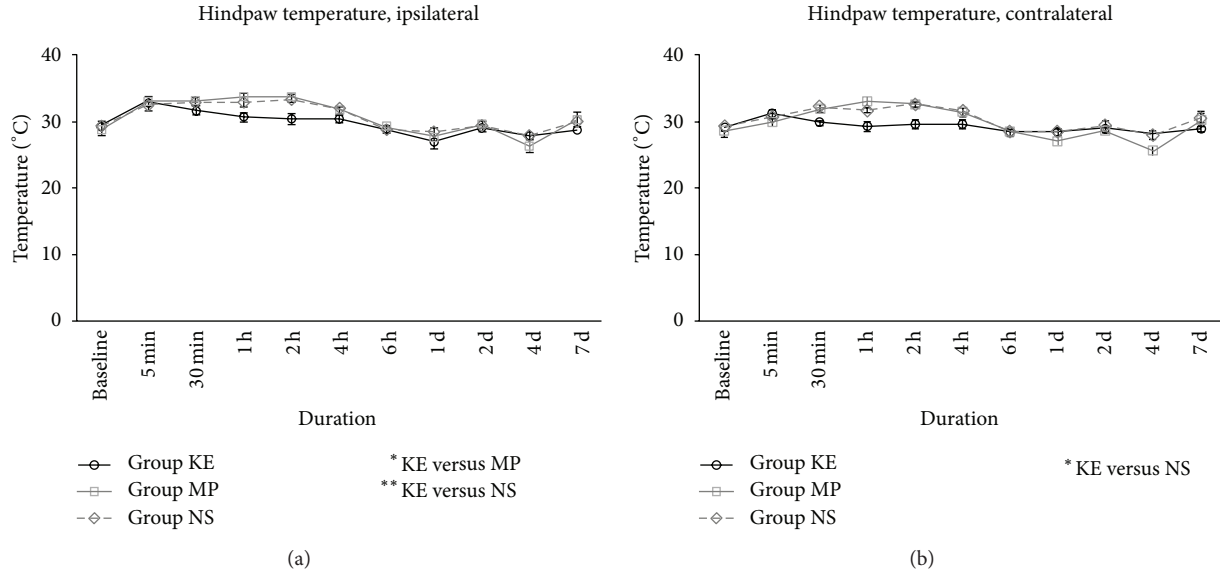 Hindpaw temperature, ipsilateral
40
30
20
10
0
Temperature (°C)
Baseline
5 min
30 min
1 h
2 h
4 h
6 h
1 d
2 d
4 d
7 d
Duration
Group KE
Group MP
Group NS
* KE versus MP
** KE versus NS
(a)
Hindpaw temperature, contralateral
40
30
20
10
0
Temperature (°C)
Baseline
5 min
30 min
1 h
2 h
4 h
6 h
1 d
2 d
4 d
7 d
Duration
Group KE
Group MP
Group NS
* KE versus NS
(b)